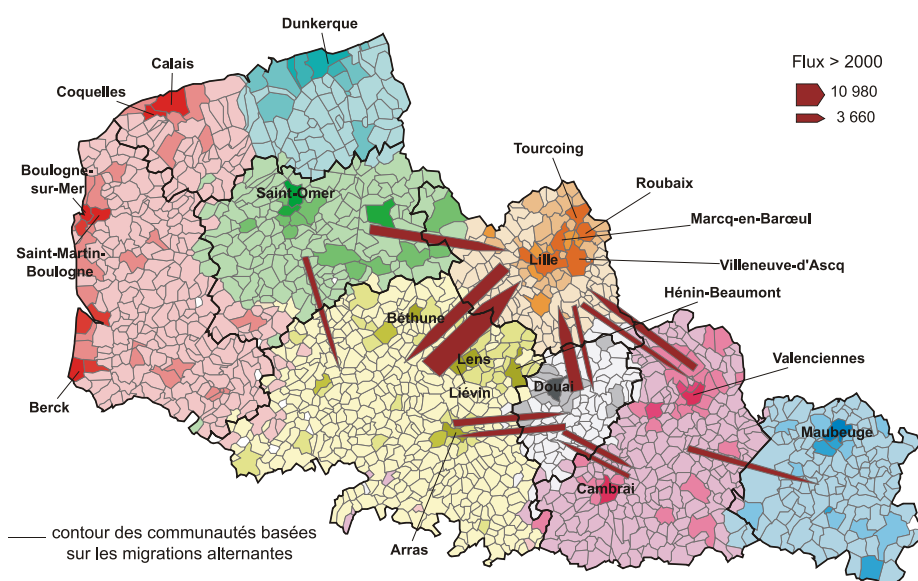 Dunkerque
Calais
Coquelles
Flux > 2000
10 980
3 660
Tourcoing
Boulogne-
sur-Mer
Saint-Omer
Roubaix
Marcq-en-Barœul
Saint-Martin-
Boulogne
Lille
Villeneuve-d'Ascq
Hénin-Beaumont
Béthune
Lens
Valenciennes
Liévin
Douai
Berck
Maubeuge
Cambrai
contour des communautés basées
sur les migrations alternantes
Arras